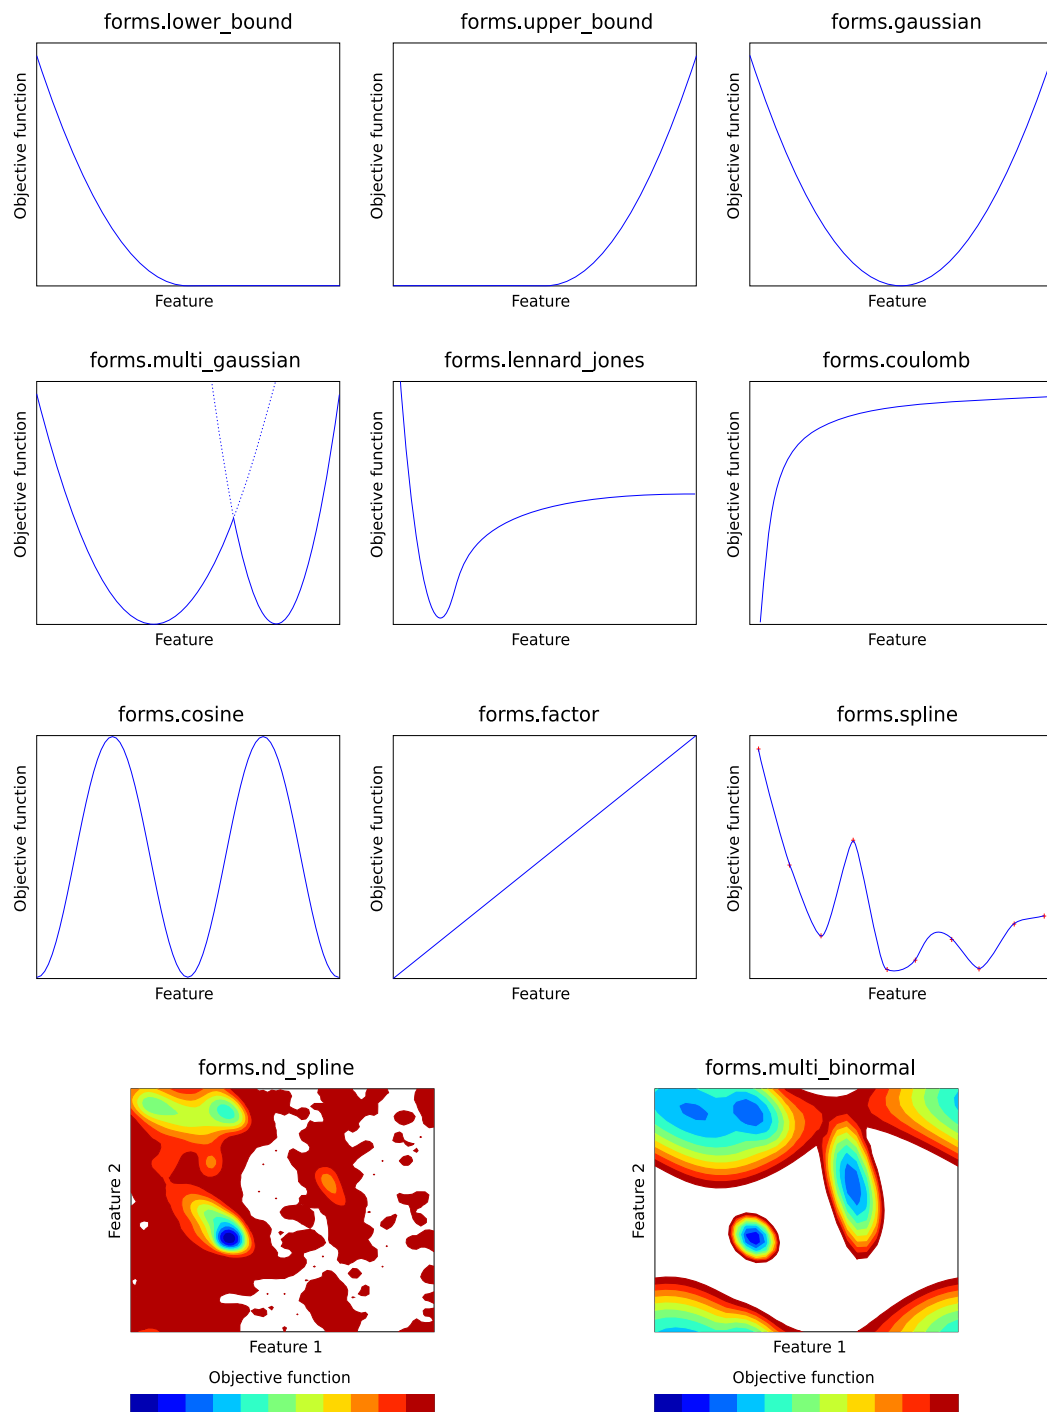 forms.lower_bound
forms.upper_bound
forms.gaussian
Objective function
Objective function
Objective function
Feature
Feature
Feature
forms.multi_gaussian
forms.lennard_jones
forms.coulomb
Objective function
Objective function
Objective function
Feature
Feature
Feature
forms.cosine
forms.factor
forms.spline
Objective function
Objective function
Objective function
Feature
Feature
Feature
forms.nd_spline
forms.multi_binormal
Feature 2
Feature 2
Feature 1
Feature 1
Objective function
Objective function